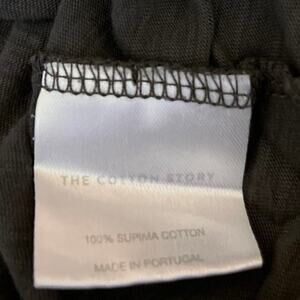 THE COTTON STORY
100% SUPIMA COTTON
MADE IN PORTUGAL